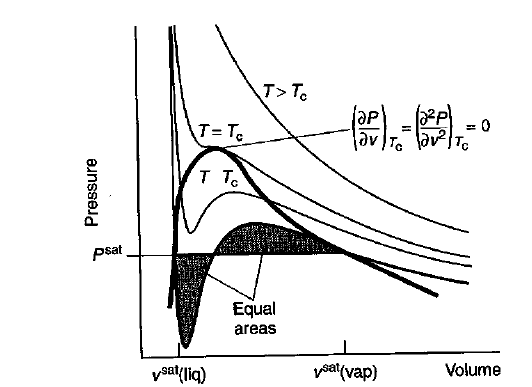 T > Tc
(∂P/∂v)Tc = (∂²P/∂v²)Tc = 0
T = Tc
T Tc
Pressure
Psat
Equal
areas
vsat(liq)
vsat(vap)
Volume